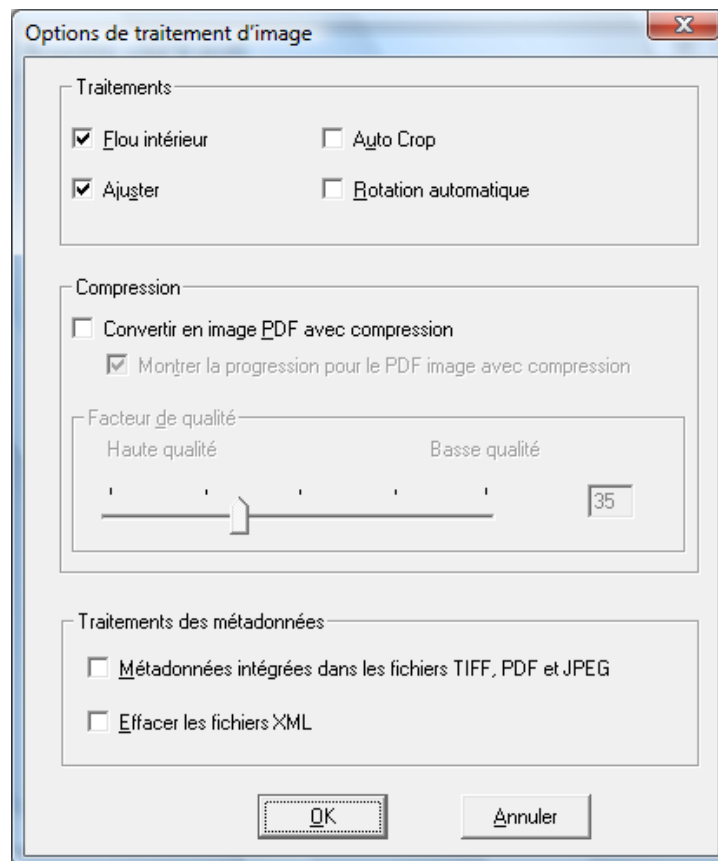 Options de traitement d'image
Traitements
Flou intérieur
Auto Crop
Ajuster
Rotation automatique
Compression
Convertir en image PDF avec compression
Montrer la progression pour le PDF image avec compression
Facteur de qualité
Haute qualité
Basse qualité
35
Traitements des métadonnées
Métadonnées intégrées dans les fichiers TIFF, PDF et JPEG
Effacer les fichiers XML
OK
Annuler